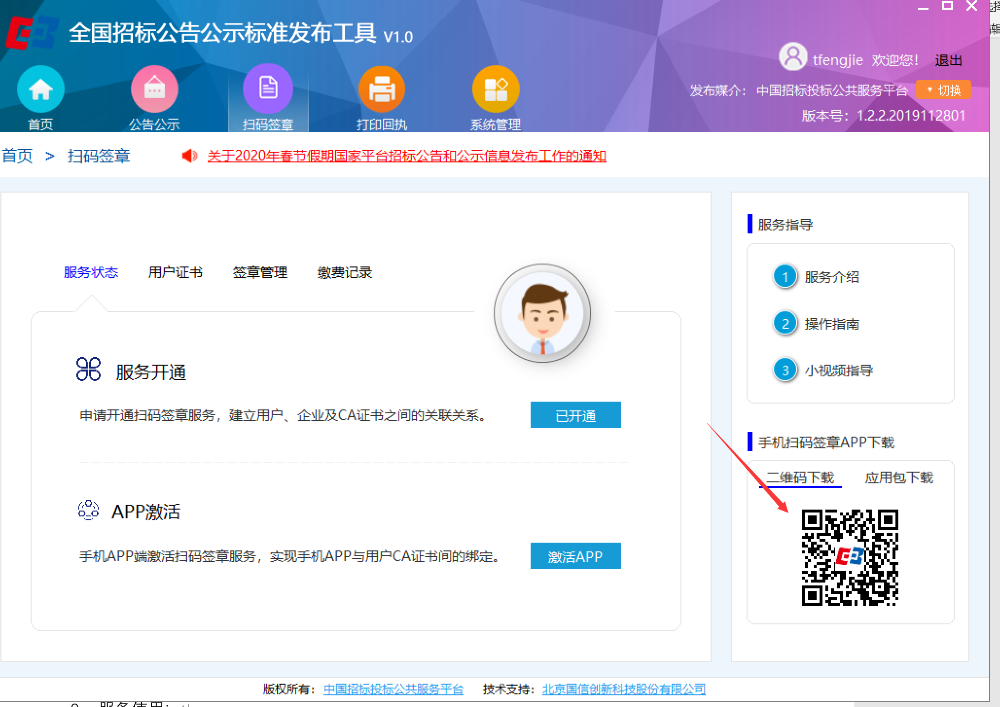 全国招标公告公示标准发布工具 V1.0
tfengjie 欢迎您! 退出
发布媒介： 中国招标投标公共服务平台 ▼ 切换
版本号：1.2.2.2019112801
首页 公告公示 扫码签章 打印回执 系统管理
首页 > 扫码签章 关于2020年春节假期国家平台招标公告和公示信息发布工作的通知
服务状态 用户证书 签章管理 缴费记录
服务开通
申请开通扫码签章服务，建立用户、企业及CA证书之间的关联关系。 已开通
APP激活
手机APP端激活扫码签章服务，实现手机APP与用户CA证书间的绑定。 激活APP
服务指导
1 服务介绍
2 操作指南
3 小视频指导
手机扫码签章APP下载
二维码下载 应用包下载
版权所有： 中国招标投标公共服务平台 技术支持： 北京国信创新科技股份有限公司